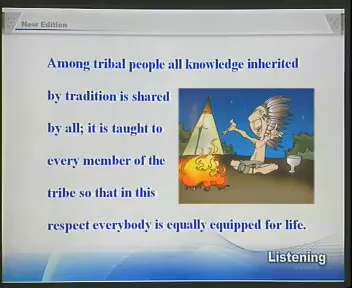 New Edition
Among tribal people all knowledge inherited
by tradition is shared
by all; it is taught to
every member of the
tribe so that in this
respect everybody is equally equipped for life.
Listening